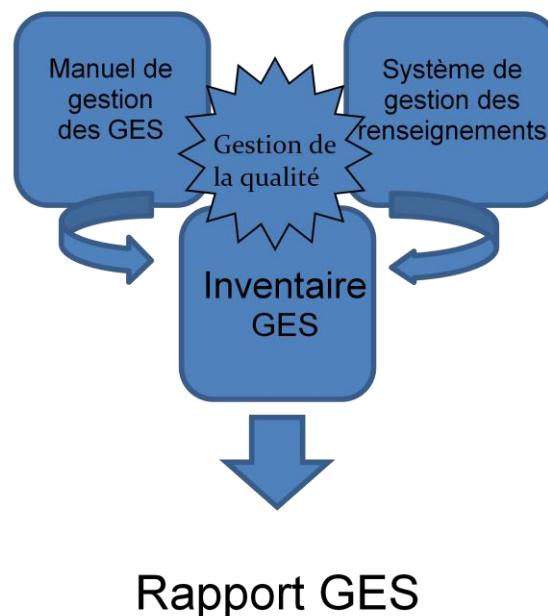 Manuel de
gestion
des GES
Système de
gestion des
renseignements
Gestion de
la qualité
Inventaire
GES
Rapport GES